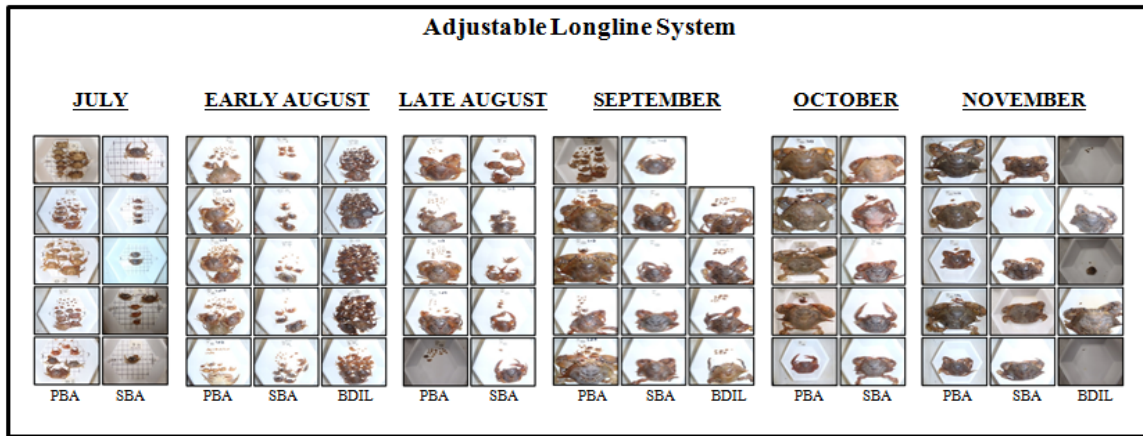 Adjustable Longline System
JULY EARLY AUGUST LATE AUGUST SEPTEMBER OCTOBER NOVEMBER
PBA SBA PBA SBA BDIL PBA SBA PBA SBA BDIL PBA SBA PBA SBA BDIL